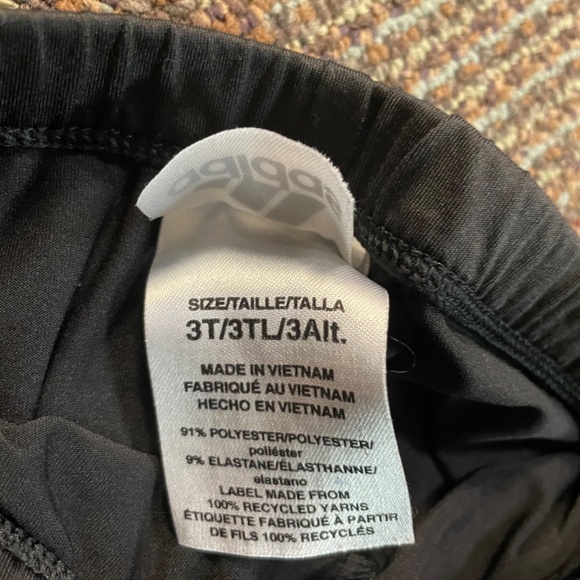 adidas
SIZE/TAILLE/TALLA
3T/3TL/3Alt.
MADE IN VIETNAM
FABRIQUÉ AU VIETNAM
HECHO EN VIETNAM
91% POLYESTER/POLYESTER/
poliéster
9% ELASTANE/ÉLASTHANNE/
elastano
LABEL MADE FROM
100% RECYCLED YARNS
ÉTIQUETTE FABRIQUÉ À PARTIR
DE FILS 100% RECYCLÉS